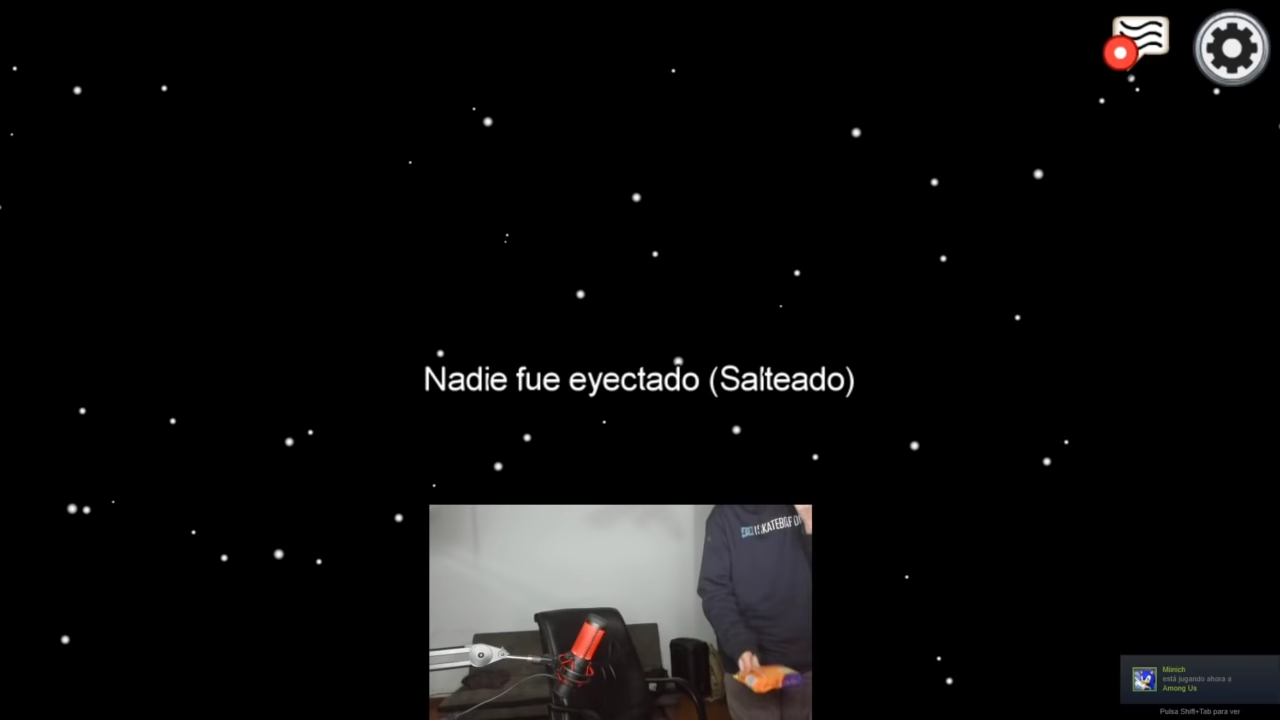 Nadie fue eyectado (Salteado)
Miinich
está jugando ahora a
Among Us
Pulsa Shift+Tab para ver